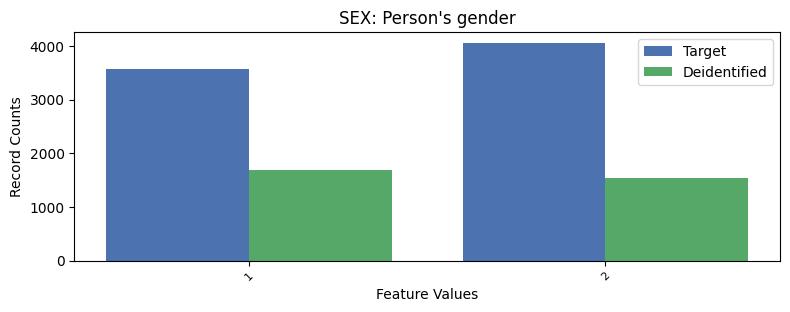 SEX: Person's gender
Target
Deidentified
Record Counts
4000
3000
2000
1000
0
1
2
Feature Values